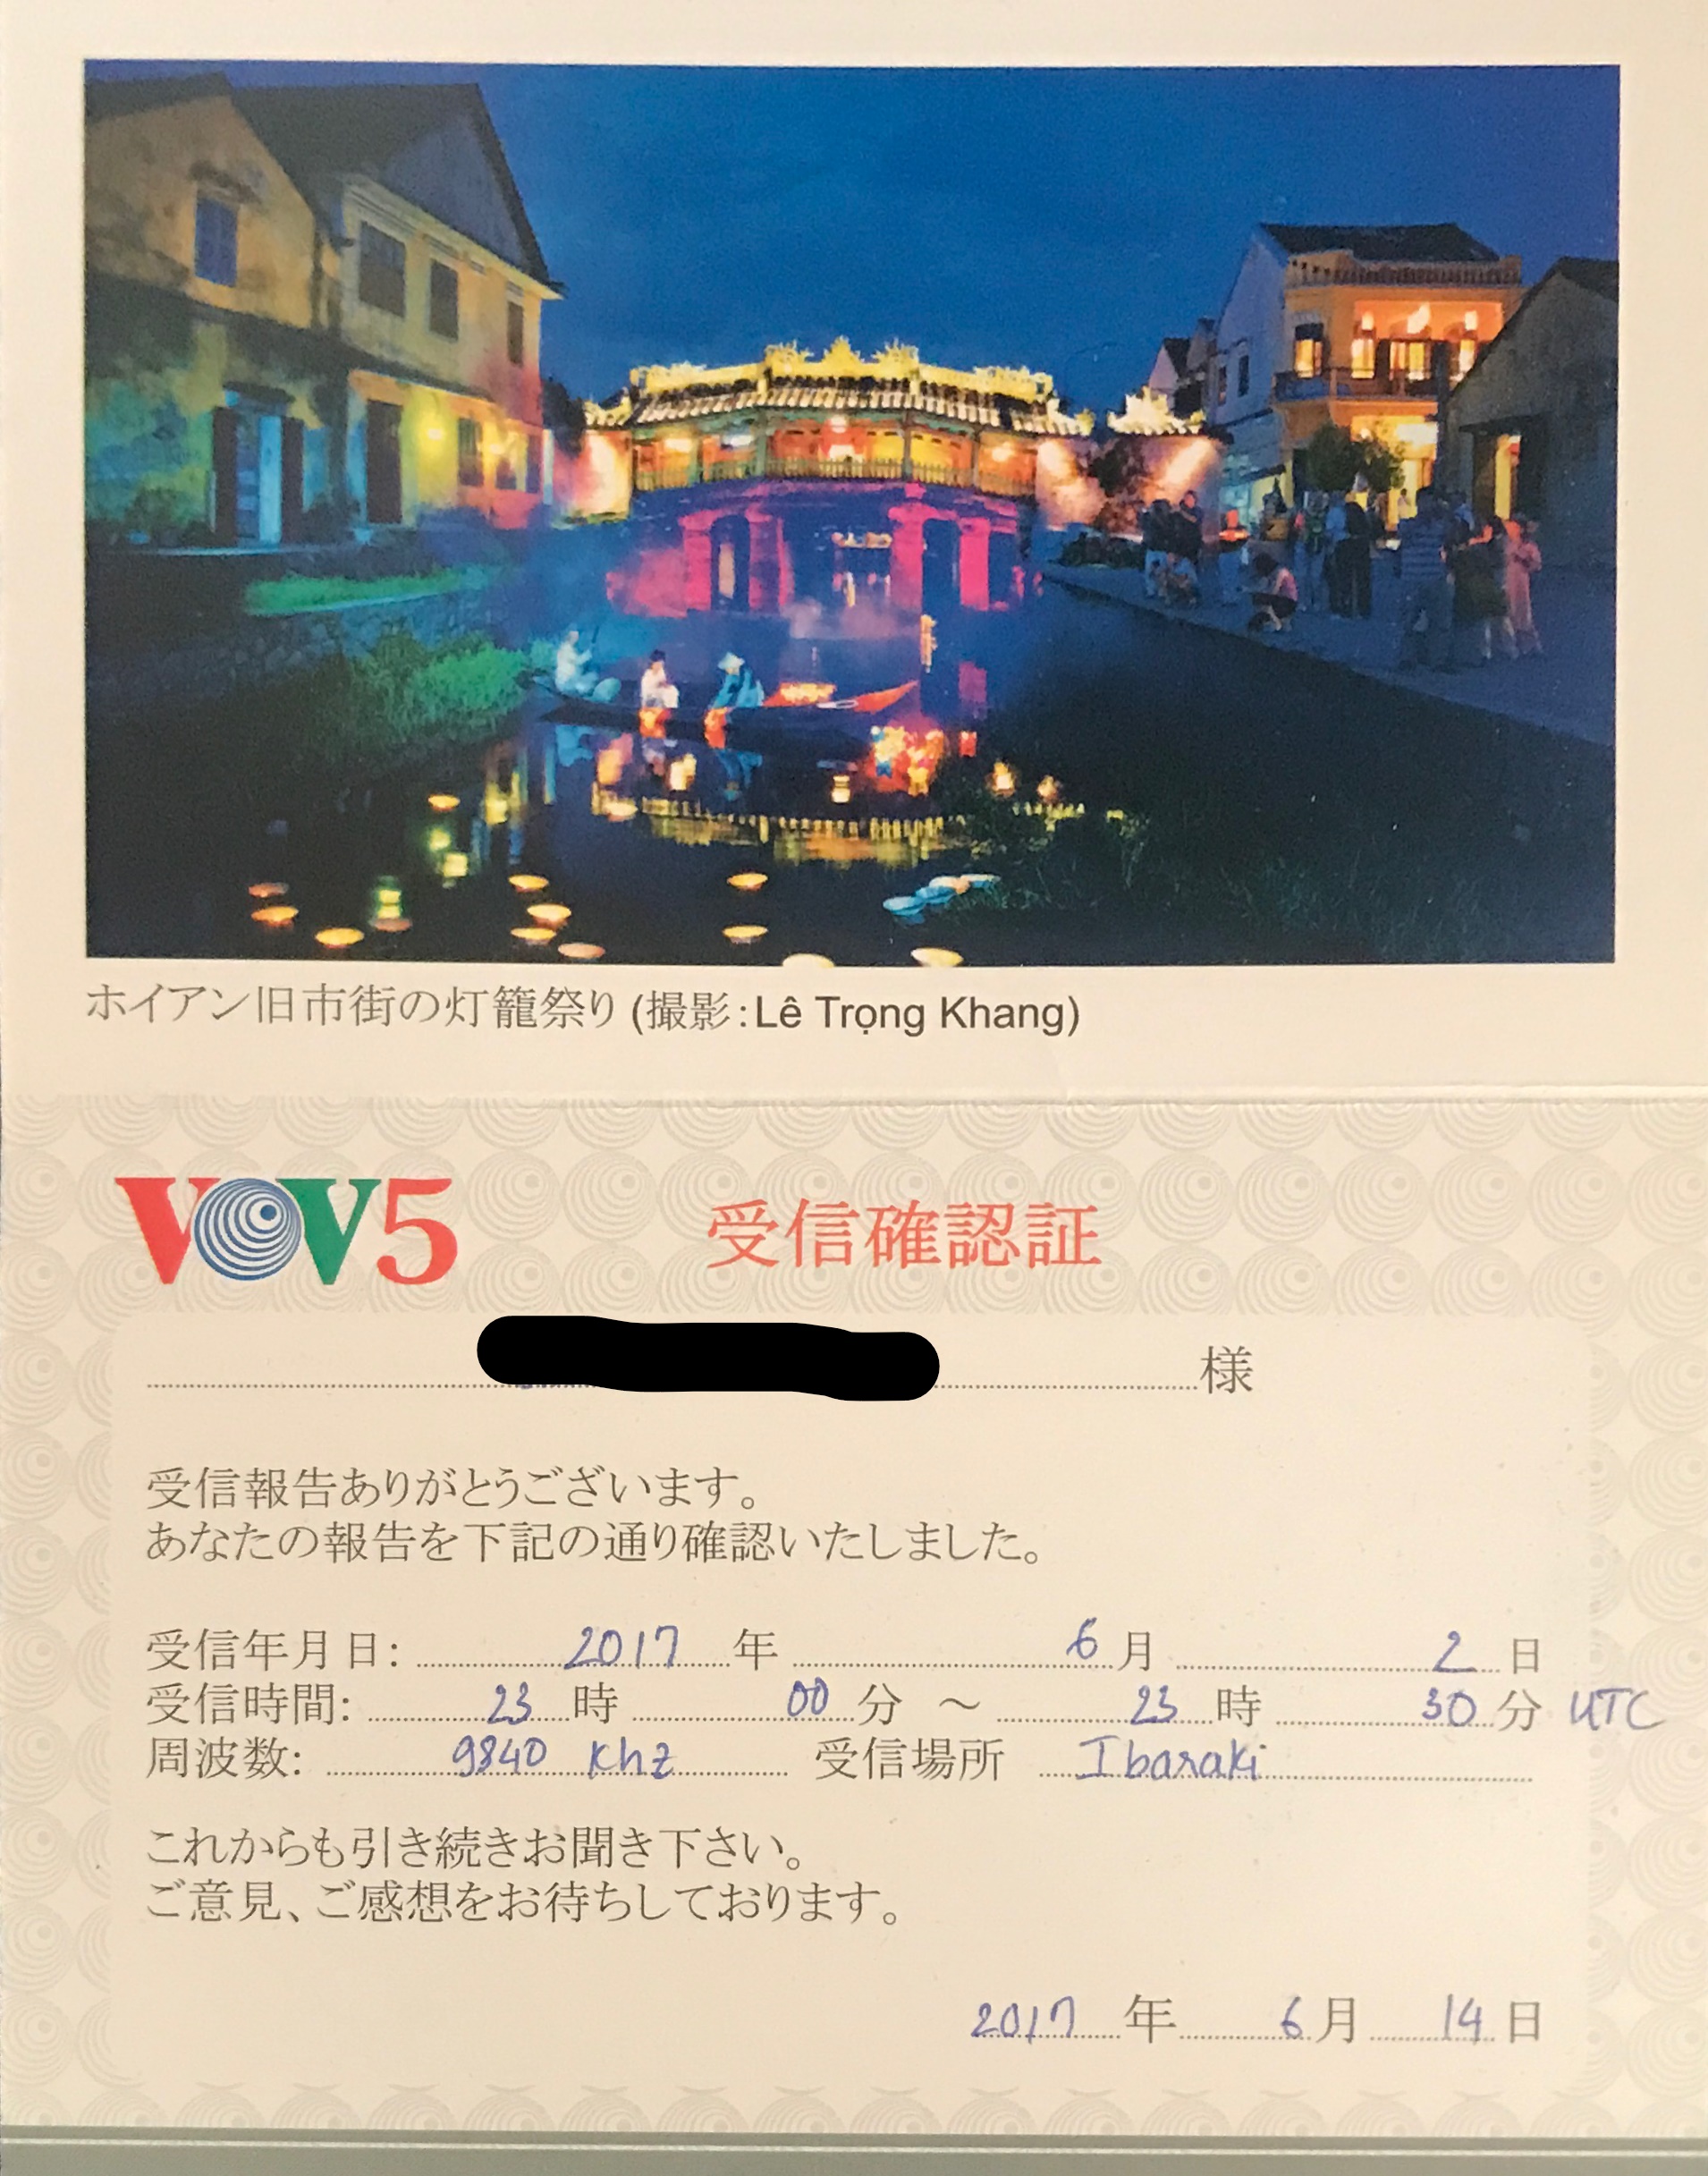 ホイアン旧市街の灯籠祭り (撮影:Lê Trọng Khang)
VOV5
受信確認証
様
受信報告ありがとうございます。
あなたの報告を下記の通り確認いたしました。
受信年月日: 2017 年 6 月 2 日
受信時間: 23 時 00 分 ～ 23 時 30 分 UTC
周波数: 9840 Khz 受信場所 Ibaraki
これからも引き続きお聞き下さい。
ご意見、ご感想をお待ちしております。
2017 年 6 月 14 日